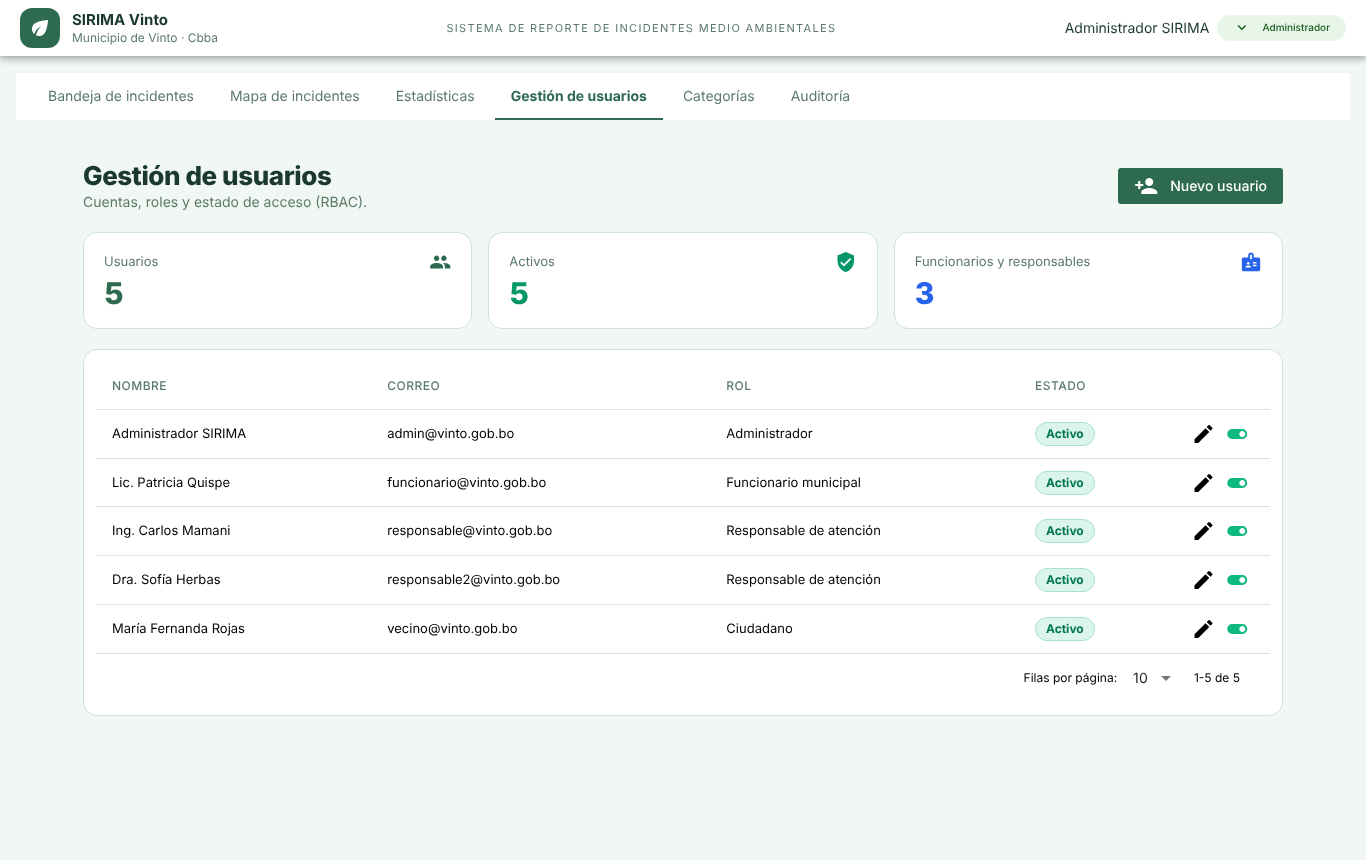 SIRIMA Vinto
Municipio de Vinto · Cbba
SISTEMA DE REPORTE DE INCIDENTES MEDIO AMBIENTALES
Administrador SIRIMA Administrador
Bandeja de incidentes Mapa de incidentes Estadísticas Gestión de usuarios Categorías Auditoría
Gestión de usuarios
Cuentas, roles y estado de acceso (RBAC).
Nuevo usuario
Usuarios
5
Activos
5
Funcionarios y responsables
3
NOMBRE CORREO ROL ESTADO
Administrador SIRIMA admin@vinto.gob.bo Administrador Activo
Lic. Patricia Quispe funcionario@vinto.gob.bo Funcionario municipal Activo
Ing. Carlos Mamani responsable@vinto.gob.bo Responsable de atención Activo
Dra. Sofía Herbas responsable2@vinto.gob.bo Responsable de atención Activo
María Fernanda Rojas vecino@vinto.gob.bo Ciudadano Activo
Filas por página: 10 1-5 de 5